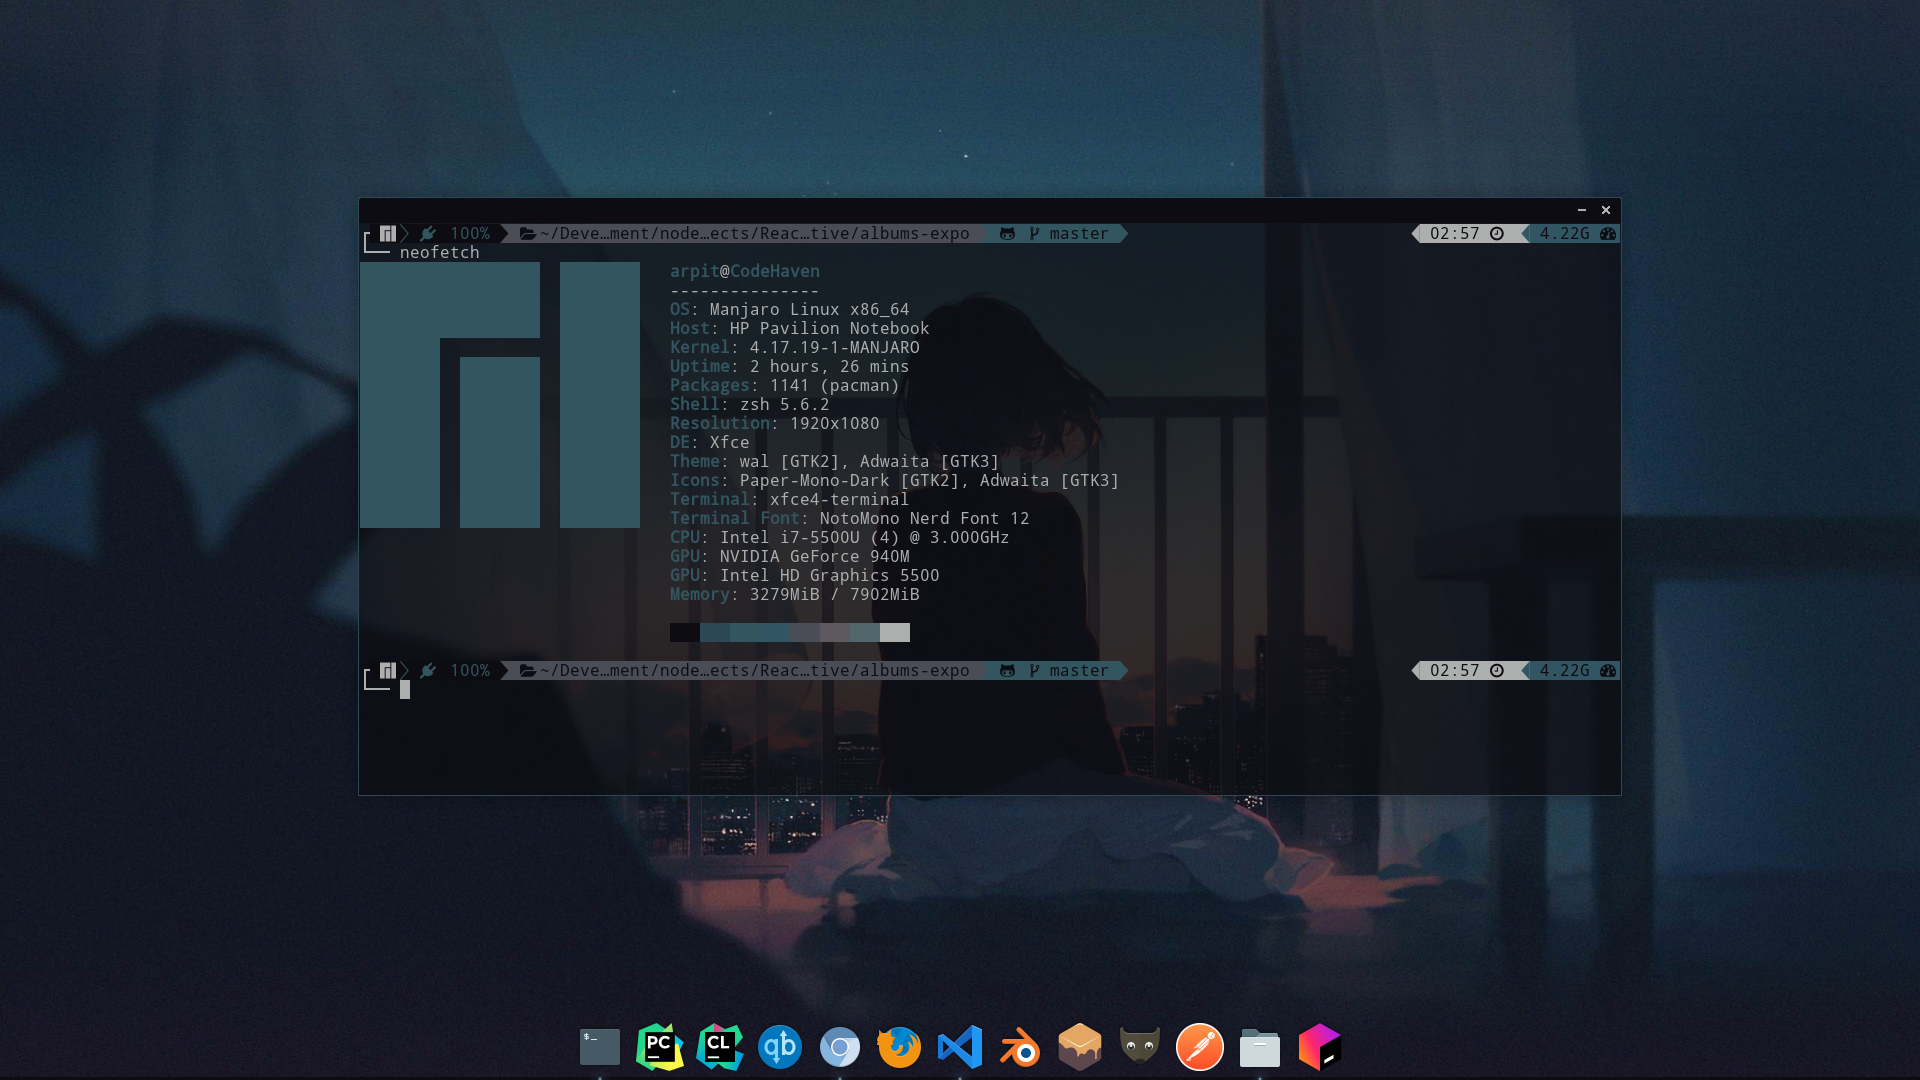 100% ~/Deve…ment/node…ects/Reac…tive/albums-expo master 02:57 4.22G
neofetch
arpit@CodeHaven
---------------
OS: Manjaro Linux x86_64
Host: HP Pavilion Notebook
Kernel: 4.17.19-1-MANJARO
Uptime: 2 hours, 26 mins
Packages: 1141 (pacman)
Shell: zsh 5.6.2
Resolution: 1920x1080
DE: Xfce
Theme: wal [GTK2], Adwaita [GTK3]
Icons: Paper-Mono-Dark [GTK2], Adwaita [GTK3]
Terminal: xfce4-terminal
Terminal Font: NotoMono Nerd Font 12
CPU: Intel i7-5500U (4) @ 3.000GHz
GPU: NVIDIA GeForce 940M
GPU: Intel HD Graphics 5500
Memory: 3279MiB / 7902MiB
100% ~/Deve…ment/node…ects/Reac…tive/albums-expo master 02:57 4.22G
$_ PC CL qb